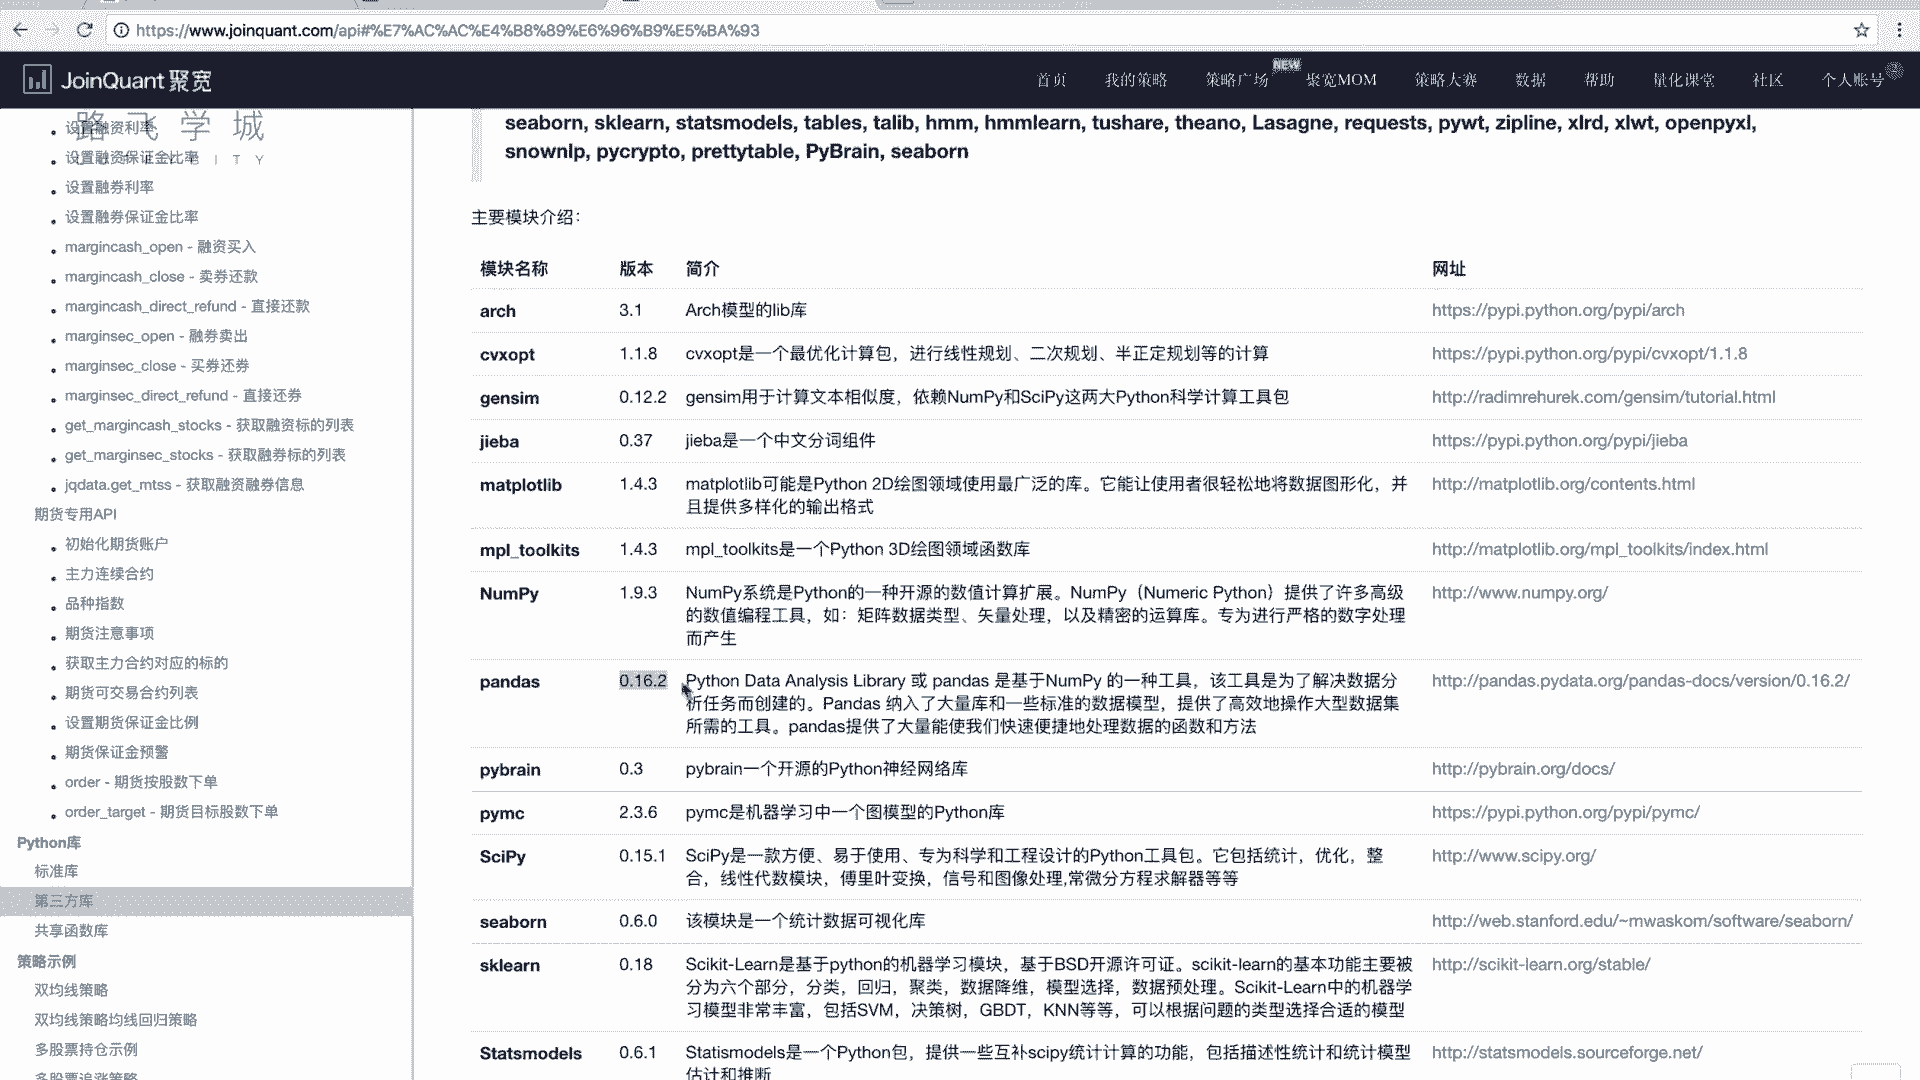 https://www.joinquant.com/api#%E7%AC%AC%E4%B8%89%E6%96%B9%E5%BA%93
JoinQuant 聚宽
首页
我的策略
策略广场
NEW
聚宽MOM
策略大赛
数据
帮助
量化课堂
社区
个人账号
路飞学城
设置融资利率
设置融资保证金比率
设置融券利率
设置融券保证金比率
margincash_open - 融资买入
margincash_close - 卖券还款
margincash_direct_refund - 直接还款
marginsec_open - 融券卖出
marginsec_close - 买券还券
marginsec_direct_refund - 直接还券
get_margincash_stocks - 获取融资标的列表
get_marginsec_stocks - 获取融券标的列表
jqdata.get_mtss - 获取融资融券信息
期货专用API
初始化期货账户
主力连续合约
品种指数
期货注意事项
获取主力合约对应的标的
期货可交易合约列表
设置期货保证金比例
期货保证金预警
order - 期货按股数下单
order_target - 期货目标股数下单
Python库
标准库
第三方库
共享函数库
策略示例
双均线策略
双均线策略均线回归策略
多股票持仓示例
多股票追涨策略
seaborn, sklearn, statsmodels, tables, talib, hmm, hmmlearn, tushare, theano, Lasagne, requests, pywt, zipline, xlrd, xlwt, openpyxl,
snownlp, pycrypto, prettytable, PyBrain, seaborn
主要模块介绍：
模块名称 版本 简介 网址
arch 3.1 Arch模型的lib库 https://pypi.python.org/pypi/arch
cvxopt 1.1.8 cvxopt是一个最优化计算包，进行线性规划、二次规划、半正定规划等的计算 https://pypi.python.org/pypi/cvxopt/1.1.8
gensim 0.12.2 gensim用于计算文本相似度，依赖NumPy和SciPy这两大Python科学计算工具包 http://radimrehurek.com/gensim/tutorial.html
jieba 0.37 jieba是一个中文分词组件 https://pypi.python.org/pypi/jieba
matplotlib 1.4.3 matplotlib可能是Python 2D绘图领域使用最广泛的库。它能让使用者很轻松地将数据图形化，并 http://matplotlib.org/contents.html
且提供多样化的输出格式
mpl_toolkits 1.4.3 mpl_toolkits是一个Python 3D绘图领域函数库 http://matplotlib.org/mpl_toolkits/index.html
NumPy 1.9.3 NumPy系统是Python的一种开源的数值计算扩展。NumPy（Numeric Python）提供了许多高级 http://www.numpy.org/
的数值编程工具，如：矩阵数据类型、矢量处理，以及精密的运算库。专为进行严格的数字处理
而产生
pandas 0.16.2 Python Data Analysis Library 或 pandas 是基于NumPy 的一种工具，该工具是为了解决数据分 http://pandas.pydata.org/pandas-docs/version/0.16.2/
析任务而创建的。Pandas 纳入了大量库和一些标准的数据模型，提供了高效地操作大型数据集
所需的工具。pandas提供了大量能使我们快速便捷地处理数据的函数和方法
pybrain 0.3 pybrain一个开源的Python神经网络库 http://pybrain.org/docs/
pymc 2.3.6 pymc是机器学习中一个图模型的Python库 https://pypi.python.org/pypi/pymc/
SciPy 0.15.1 SciPy是一款方便、易于使用、专为科学和工程设计的Python工具包。它包括统计，优化，整 http://www.scipy.org/
合，线性代数模块，傅里叶变换，信号和图像处理,常微分方程求解器等等
seaborn 0.6.0 该模块是一个统计数据可视化库 http://web.stanford.edu/~mwaskom/software/seaborn/
sklearn 0.18 Scikit-Learn是基于python的机器学习模块，基于BSD开源许可证。scikit-learn的基本功能主要被 http://scikit-learn.org/stable/
分为六个部分，分类，回归，聚类，数据降维，模型选择，数据预处理。Scikit-Learn中的机器学
习模型非常丰富，包括SVM，决策树，GBDT，KNN等等，可以根据问题的类型选择合适的模型
Statsmodels 0.6.1 Statismodels是一个Python包，提供一些互补scipy统计计算的功能，包括描述性统计和统计模型 http://statsmodels.sourceforge.net/
估计和推断